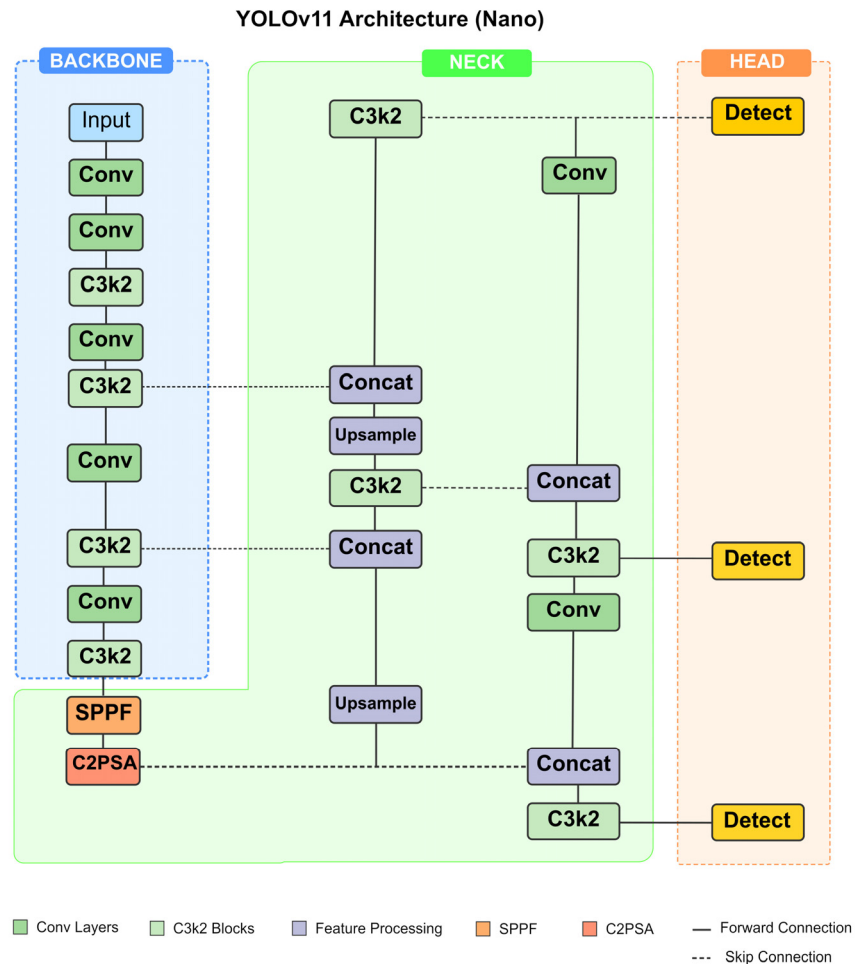 YOLOv11 Architecture (Nano)
BACKBONE
Input
Conv
Conv
C3k2
Conv
C3k2
Conv
C3k2
Conv
C3k2
SPPF
C2PSA
NECK
C3k2
Concat
Upsample
C3k2
Concat
Upsample
Conv
Concat
C3k2
Conv
Concat
C3k2
HEAD
Detect
Detect
Detect
Conv Layers
C3k2 Blocks
Feature Processing
SPPF
C2PSA
Forward Connection
Skip Connection